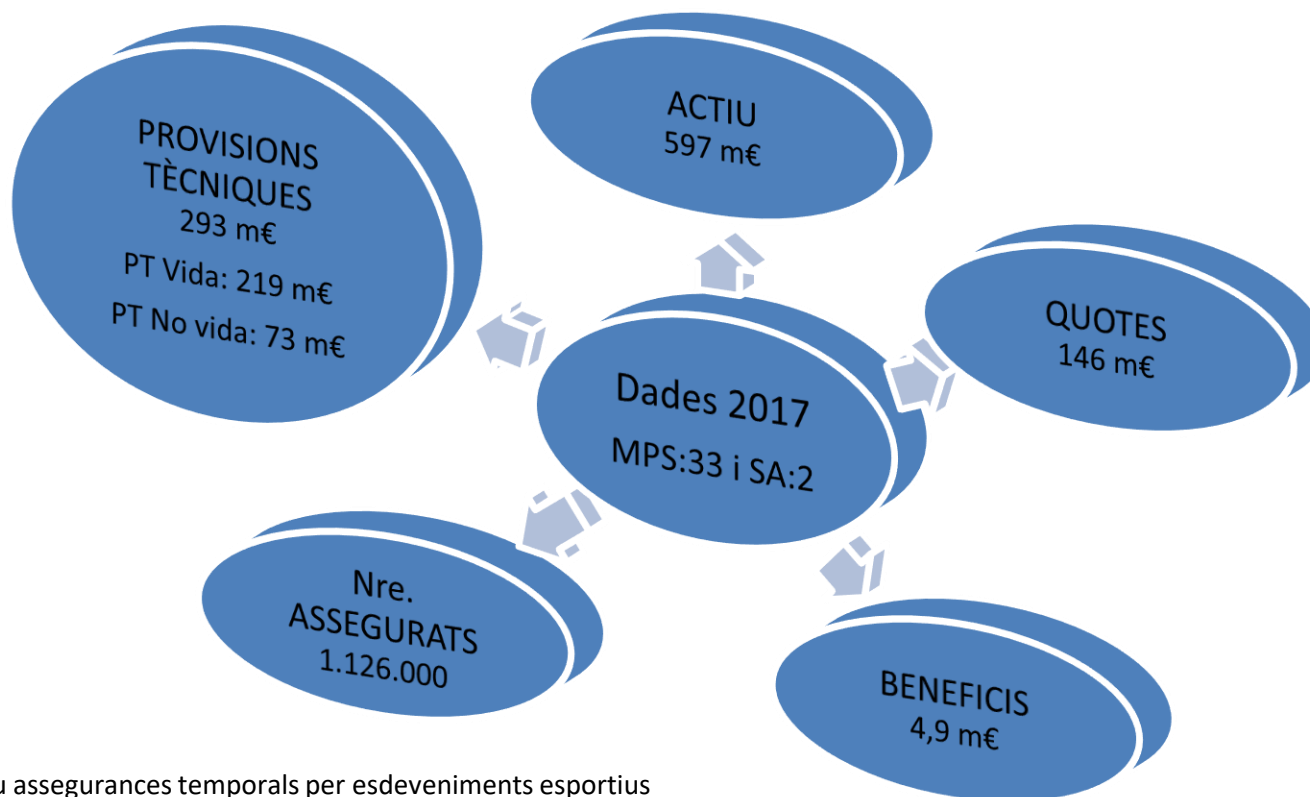 PROVISIONS
TÈCNIQUES
293 m€
PT Vida: 219 m€
PT No vida: 73 m€
ACTIU
597 m€
QUOTES
146 m€
Dades 2017
MPS:33 i SA:2
Nre.
ASSEGURATS
1.126.000
BENEFICIS
4,9 m€
assegurances temporals per esdeveniments esportius